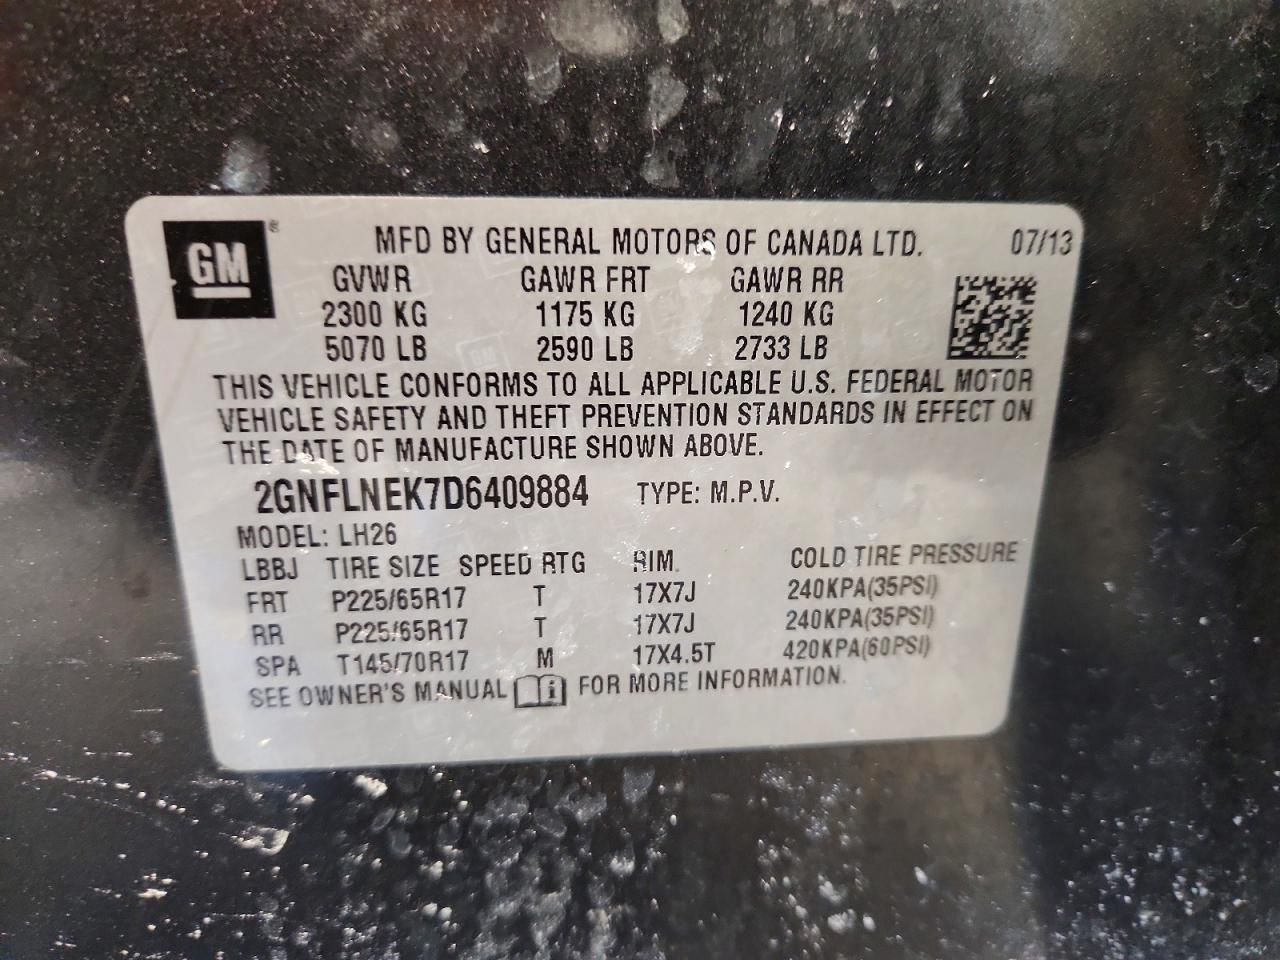 GM ®
MFD BY GENERAL MOTORS OF CANADA LTD. 07/13
GVWR GAWR FRT GAWR RR
2300 KG 1175 KG 1240 KG
5070 LB 2590 LB 2733 LB
THIS VEHICLE CONFORMS TO ALL APPLICABLE U.S. FEDERAL MOTOR
VEHICLE SAFETY AND THEFT PREVENTION STANDARDS IN EFFECT ON
THE DATE OF MANUFACTURE SHOWN ABOVE.
2GNFLNEK7D6409884 TYPE: M.P.V.
MODEL: LH26
LBBJ TIRE SIZE SPEED RTG RIM COLD TIRE PRESSURE
FRT P225/65R17 T 17X7J 240KPA(35PSI)
RR P225/65R17 T 17X7J 240KPA(35PSI)
SPA T145/70R17 M 17X4.5T 420KPA(60PSI)
SEE OWNER'S MANUAL i FOR MORE INFORMATION.